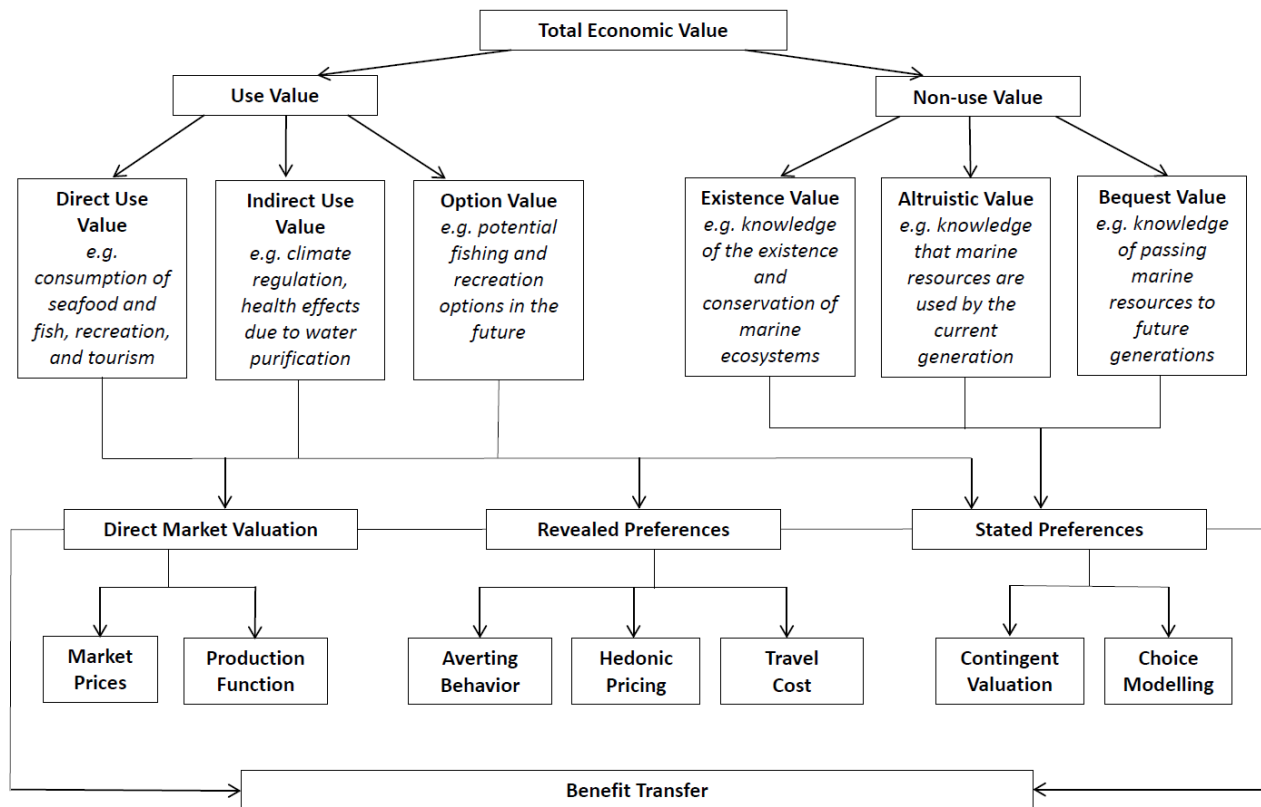 Total Economic Value
Use Value
Non-use Value
Direct Use
Value
e.g.
consumption of
seafood and
fish, recreation,
and tourism
Indirect Use
Value
e.g. climate
regulation,
health effects
due to water
purification
Option Value
e.g. potential
fishing and
recreation
options in the
future
Existence Value
e.g. knowledge
of the existence
and
conservation of
marine
ecosystems
Altruistic Value
e.g. knowledge
that marine
resources are
used by the
current
generation
Bequest Value
e.g. knowledge
of passing
marine
resources to
future
generations
Direct Market Valuation
Revealed Preferences
Stated Preferences
Market
Prices
Production
Function
Averting
Behavior
Hedonic
Pricing
Travel
Cost
Contingent
Valuation
Choice
Modelling
Benefit Transfer